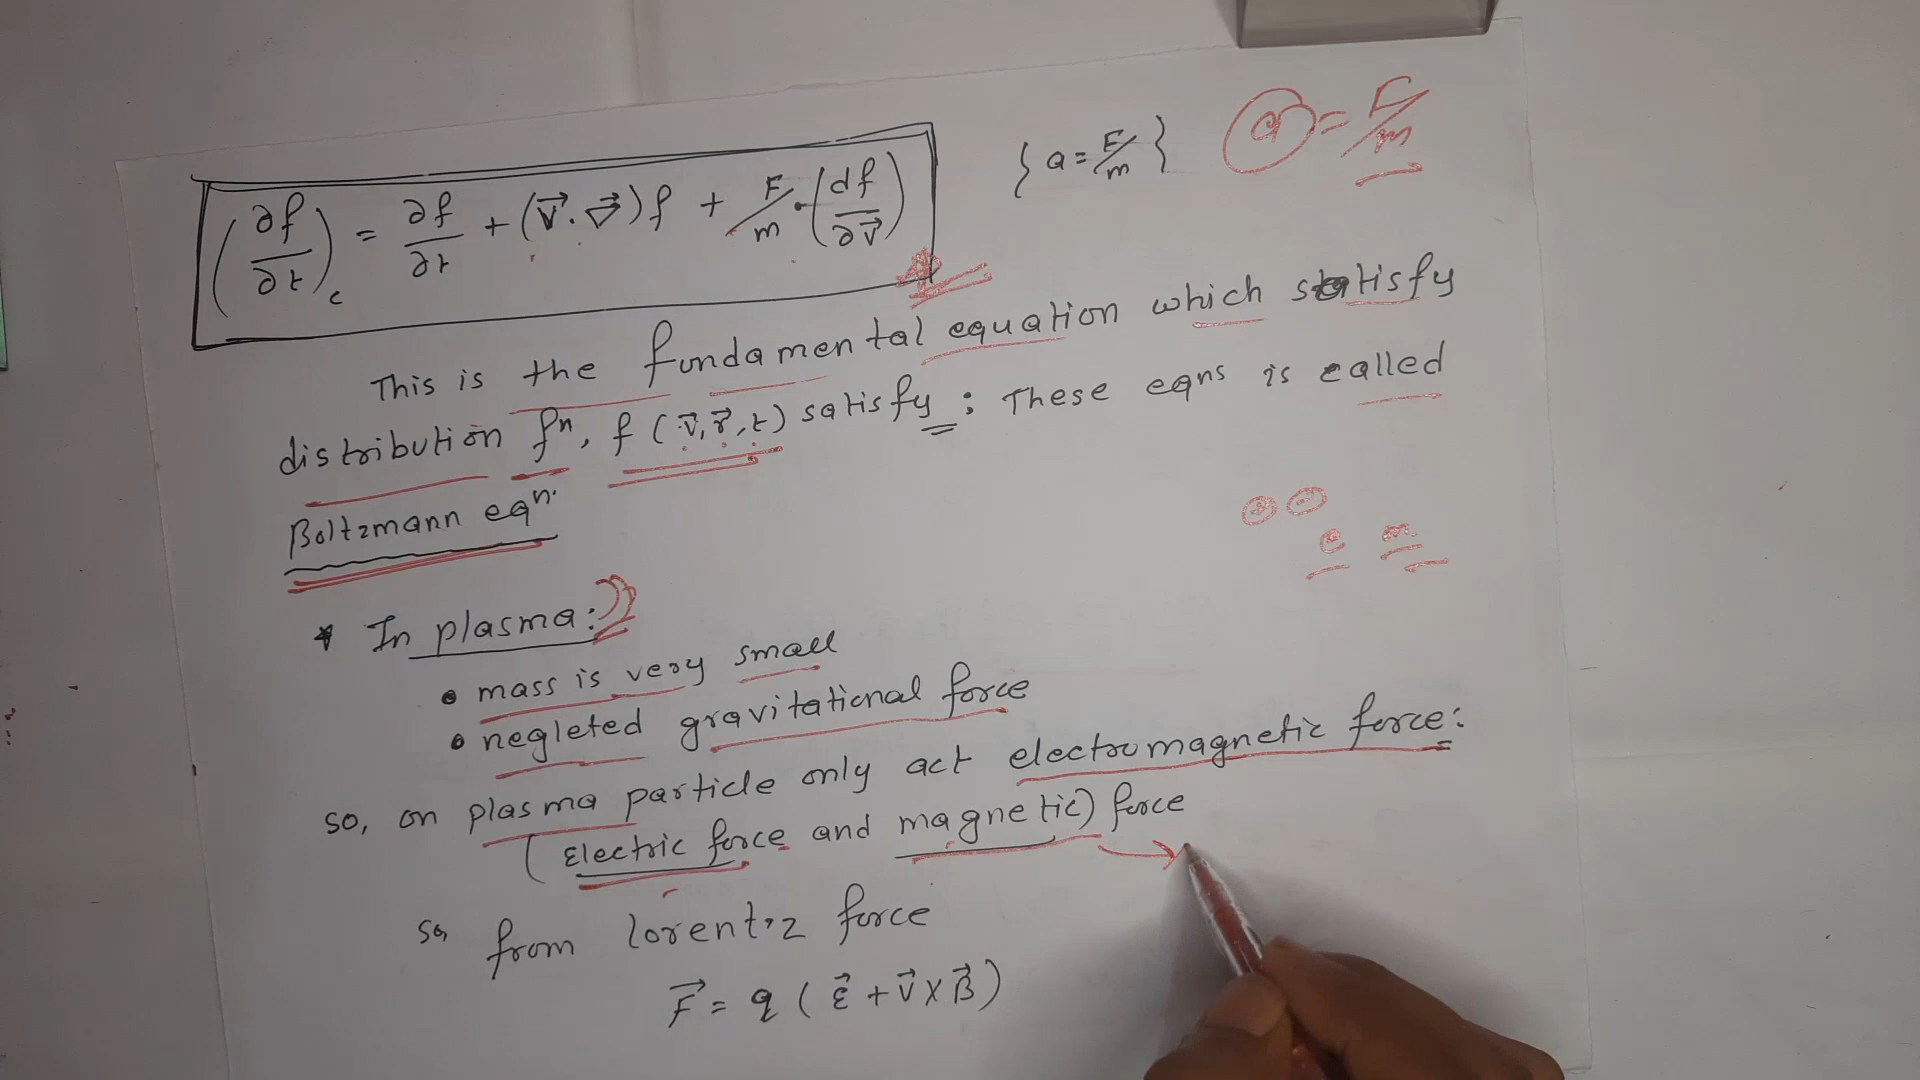 (∂f/∂t)c = ∂f/∂t + (v⃗. ∇⃗)f + F/m . (df/∂v⃗) { a = F/m } a = F/m
This is the fundamental equation which satisfy
distribution fⁿ, f (v⃗, r⃗, t) satisfy ; These eqns is called
Boltzmann eqⁿ.
+ -
e m
* In plasma:
• mass is very small
• negleted gravitational force
so, on plasma particle only act electromagnetic force:
(Electric force and magnetic) force
so, from lorentz force
F⃗ = q ( ε⃗ + v⃗ x B⃗ )